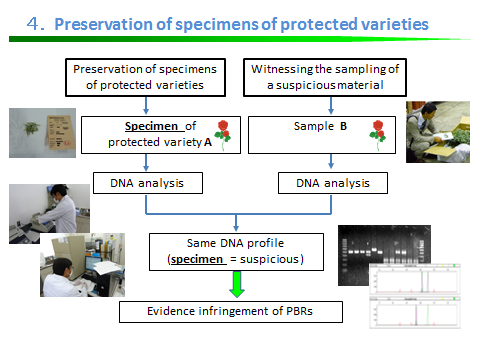 4. Preservation of specimens of protected varieties
Preservation of specimens
of protected varieties
Witnessing the sampling of
a suspicious material
Specimen of
protected variety A
Sample B
DNA analysis
DNA analysis
Same DNA profile
(specimen = suspicious)
Evidence infringement of PBRs